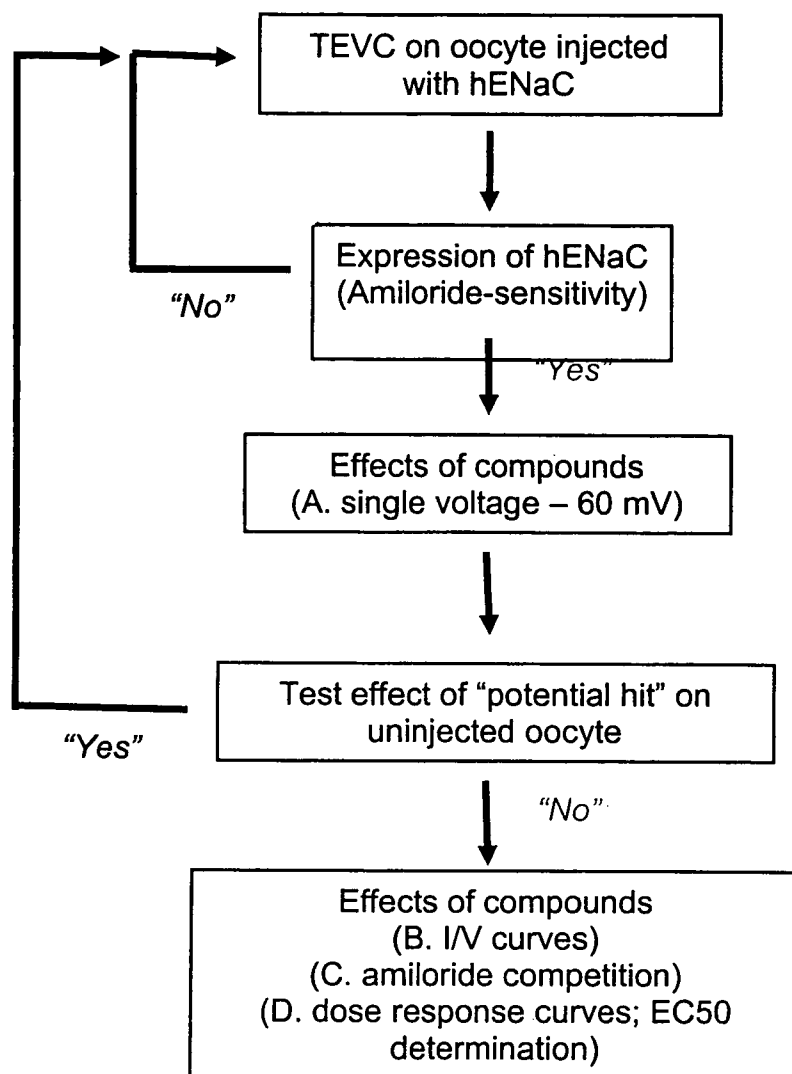 TEVC on oocyte injected
with hENaC
Expression of hENaC
(Amiloride-sensitivity)
“No”
“Yes”
Effects of compounds
(A. single voltage – 60 mV)
Test effect of “potential hit” on
uninjected oocyte
“Yes”
“No”
Effects of compounds
(B. I/V curves)
(C. amiloride competition)
(D. dose response curves; EC50
determination)